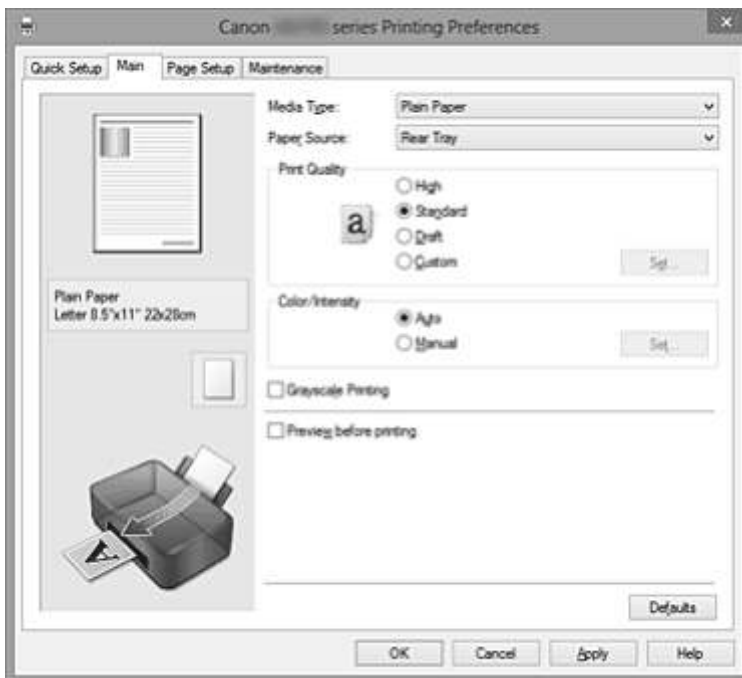 Canon series Printing Preferences
Quick Setup Main Page Setup Maintenance
Media Type: Plain Paper
Paper Source: Rear Tray
Print Quality
High
a Standard
Draft
Custom Set...
Plain Paper
Letter 8.5"x11" 22x28cm
Color/Intensity
Auto
Manual Set...
Grayscale Printing
Preview before printing
A
Defaults
OK Cancel Apply Help